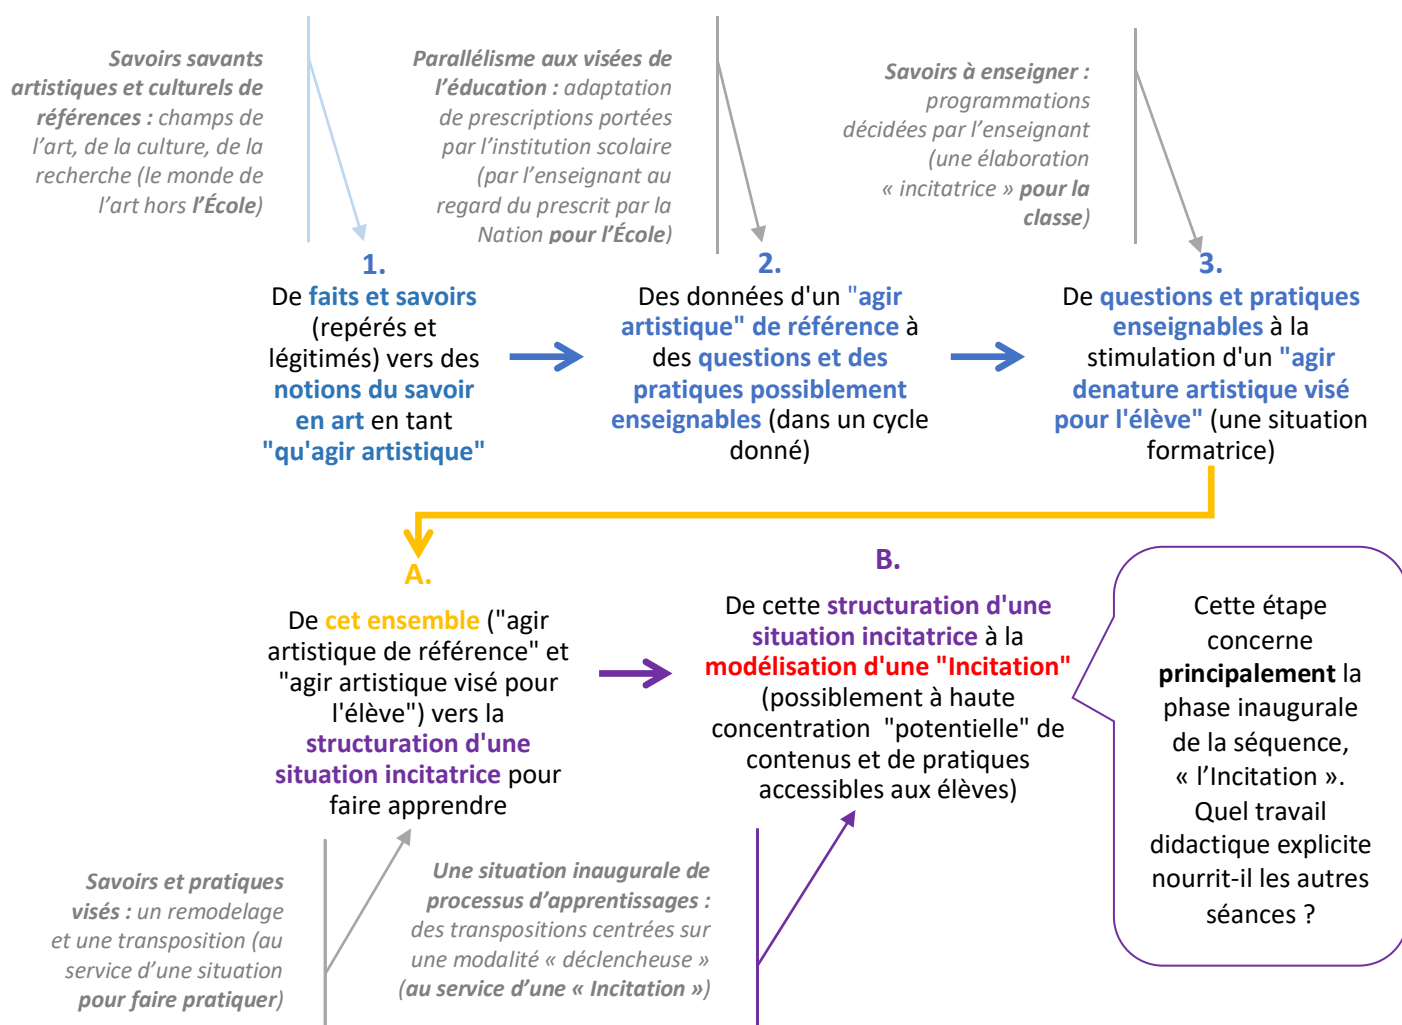 Savoirs savants
artistiques et culturels de
références : champs de
l’art, de la culture, de la
recherche (le monde de
l’art hors l’École)
Parallélisme aux visées de
l’éducation : adaptation
de prescriptions portées
par l’institution scolaire
(par l’enseignant au
regard du prescrit par la
Nation pour l’École)
Savoirs à enseigner :
programmations
décidées par l’enseignant
(une élaboration
« incitatrice » pour la
classe)
1.
De faits et savoirs
(repérés et
légitimés) vers des
notions du savoir
en art en tant
"qu'agir artistique"
2.
Des données d'un "agir
artistique" de référence à
des questions et des
pratiques possiblement
enseignables (dans un cycle
donné)
3.
De questions et pratiques
enseignables à la
stimulation d'un "agir
denature artistique visé
pour l'élève" (une situation
formatrice)
A.
De cet ensemble ("agir
artistique de référence" et
"agir artistique visé pour
l'élève") vers la
structuration d'une
situation incitatrice pour
faire apprendre
B.
De cette structuration d'une
situation incitatrice à la
modélisation d'une "Incitation"
(possiblement à haute
concentration "potentielle" de
contenus et de pratiques
accessibles aux élèves)
Cette étape
concerne
principalement la
phase inaugurale
de la séquence,
« l’Incitation ».
Quel travail
didactique explicite
nourrit-il les autres
séances ?
Savoirs et pratiques
visés : un remodelage
et une transposition (au
service d’une situation
pour faire pratiquer)
Une situation inaugurale de
processus d’apprentissages :
des transpositions centrées sur
une modalité « déclencheuse »
(au service d’une « Incitation »)